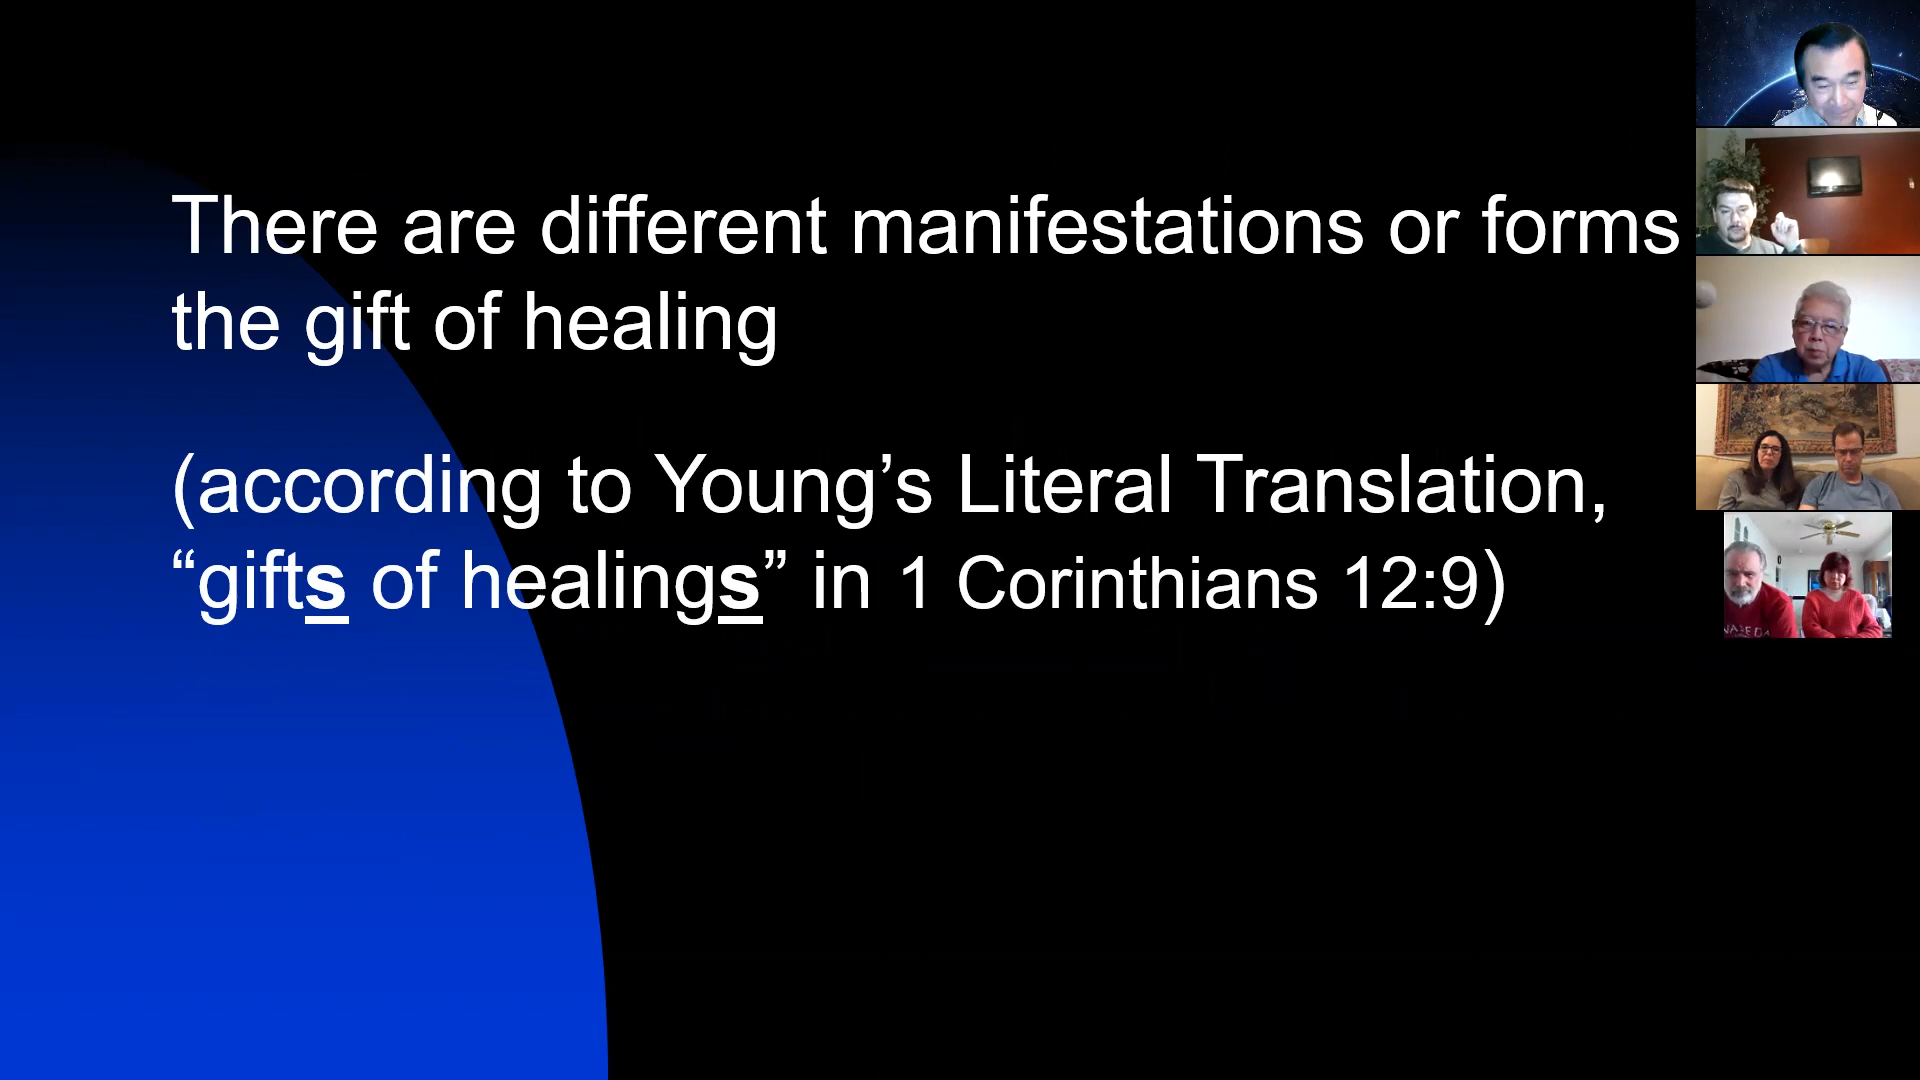 There are different manifestations or forms
the gift of healing
(according to Young’s Literal Translation,
“gifts of healings” in 1 Corinthians 12:9)